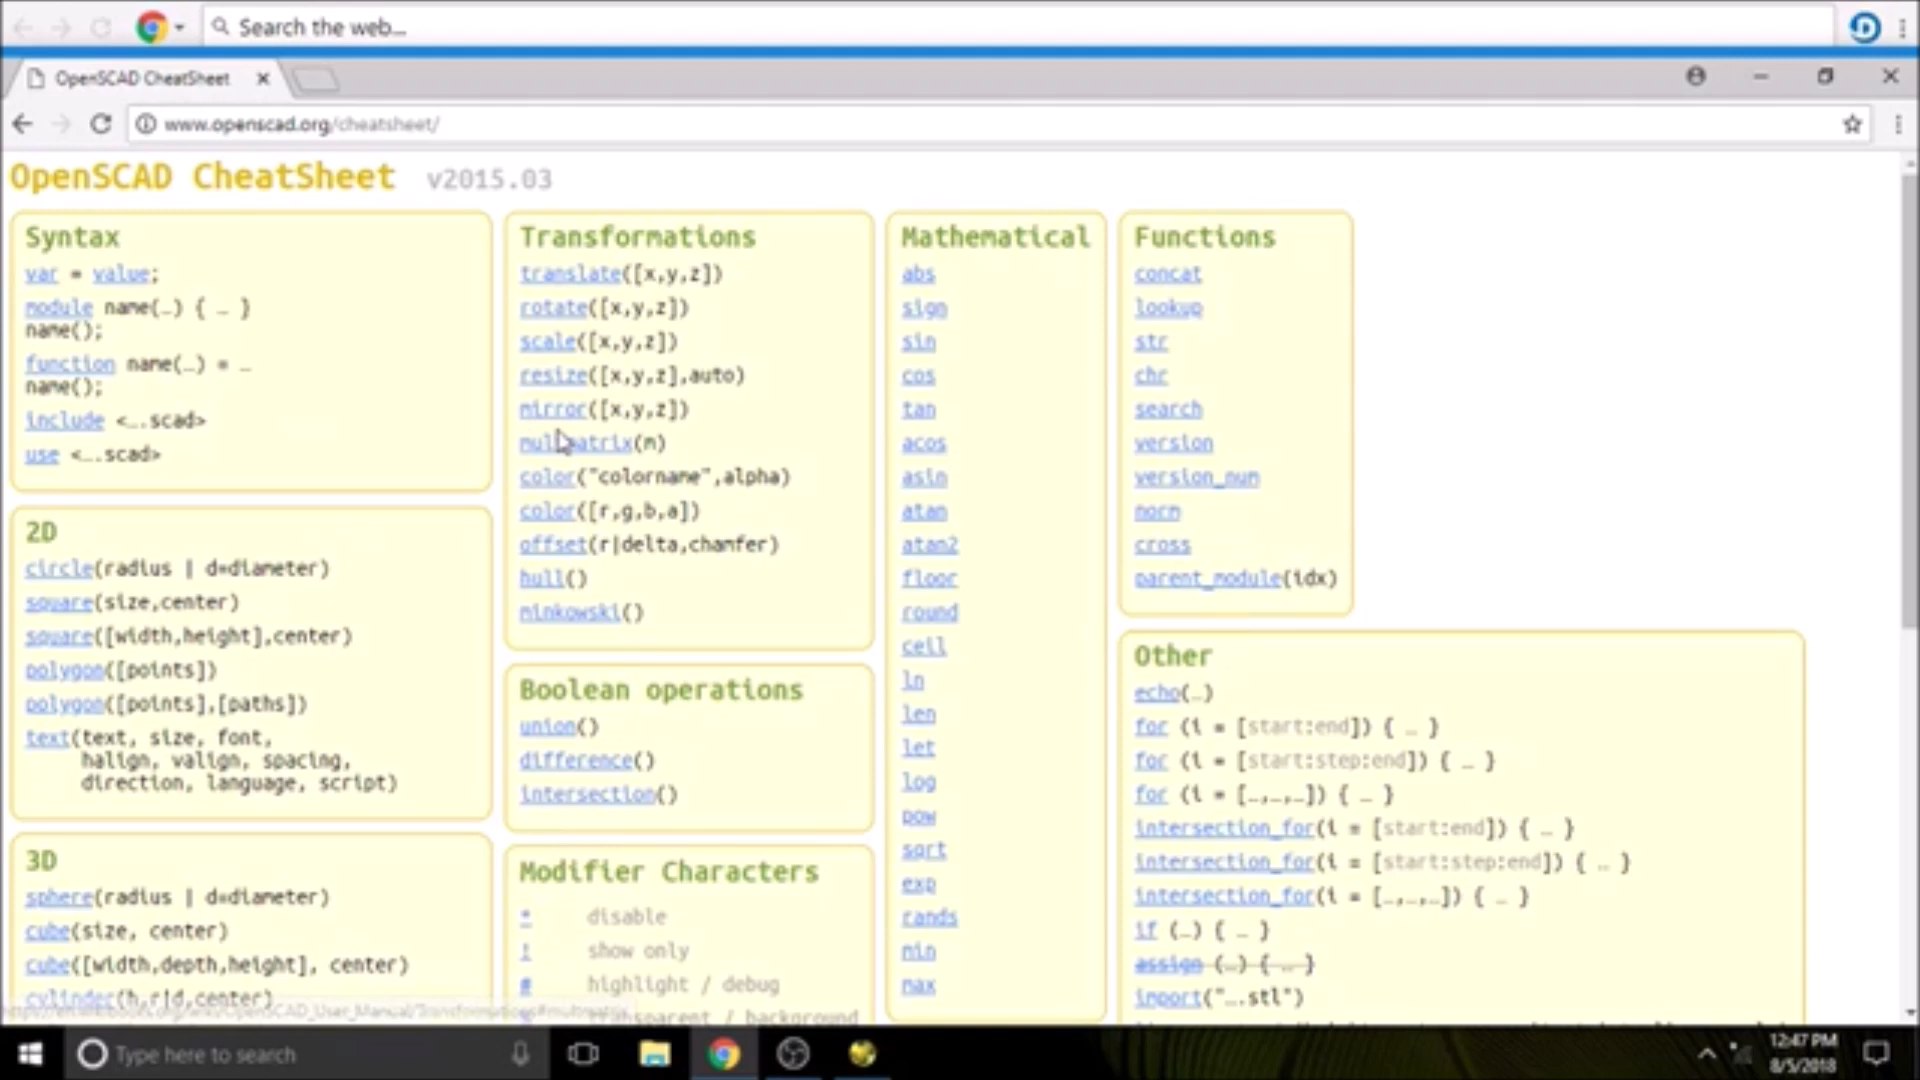 Search the web...
OpenSCAD CheatSheet
www.openscad.org/cheatsheet/
OpenSCAD CheatSheet v2015.03
Syntax
var = value;
module name(…) { … }
name();
function name(…) = …
name();
include <…scad>
use <…scad>
2D
circle(radius | d=diameter)
square(size,center)
square([width,height],center)
polygon([points])
polygon([points],[paths])
text(text, size, font,
halign, valign, spacing,
direction, language, script)
3D
sphere(radius | d=diameter)
cube(size, center)
cube([width,depth,height], center)
cylinder(h,r|d,center)
Transformations
translate([x,y,z])
rotate([x,y,z])
scale([x,y,z])
resize([x,y,z],auto)
mirror([x,y,z])
multmatrix(m)
color("colorname",alpha)
color([r,g,b,a])
offset(r|delta,chamfer)
hull()
minkowski()
Boolean operations
union()
difference()
intersection()
Modifier Characters
* disable
! show only
# highlight / debug
% transparent / background
Mathematical
abs
sign
sin
cos
tan
acos
asin
atan
atan2
floor
round
ceil
ln
len
let
log
pow
sqrt
exp
rands
min
max
Functions
concat
lookup
str
chr
search
version
version_num
norm
cross
parent_module(idx)
Other
echo(…)
for (i = [start:end]) { … }
for (i = [start:step:end]) { … }
for (i = […,…,…]) { … }
intersection_for(i = [start:end]) { … }
intersection_for(i = [start:step:end]) { … }
intersection_for(i = […,…,…]) { … }
if (…) { … }
assign (…) { … }
import("….stl")
Type here to search
12:47 PM
8/5/2018